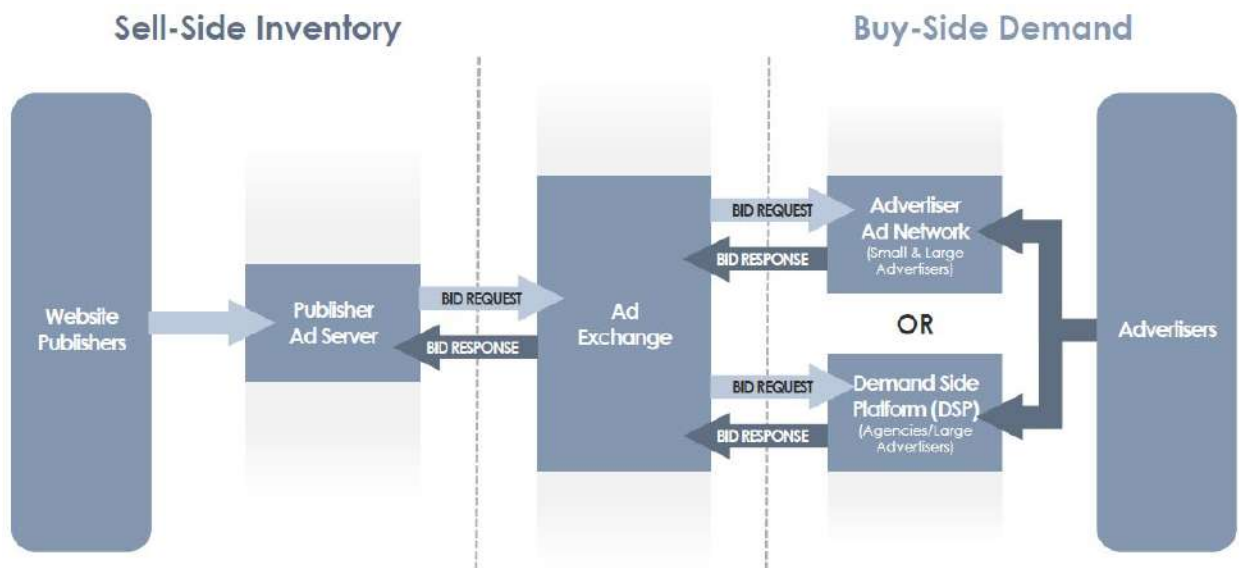 Sell-Side Inventory
Buy-Side Demand
Website
Publishers
Publisher
Ad Server
BID REQUEST
BID RESPONSE
Ad
Exchange
BID REQUEST
BID RESPONSE
BID REQUEST
BID RESPONSE
Advertiser
Ad Network
(Small & Large
Advertisers)
OR
Demand Side
Platform (DSP)
(Agencies/Large
Advertisers)
Advertisers